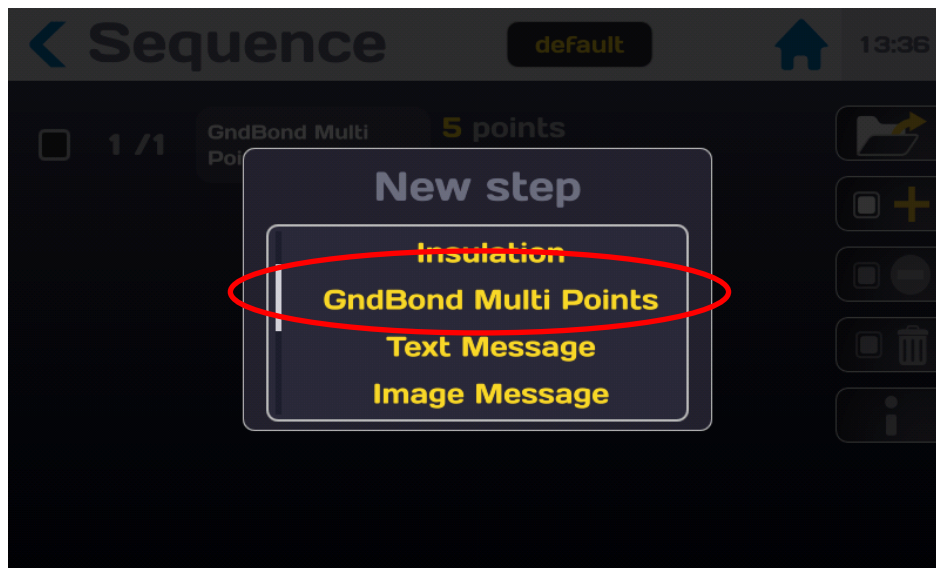 Sequence
default
13:36
1 /1
GndBond Multi
Poi
5 points
New step
Insulation
GndBond Multi Points
Text Message
Image Message